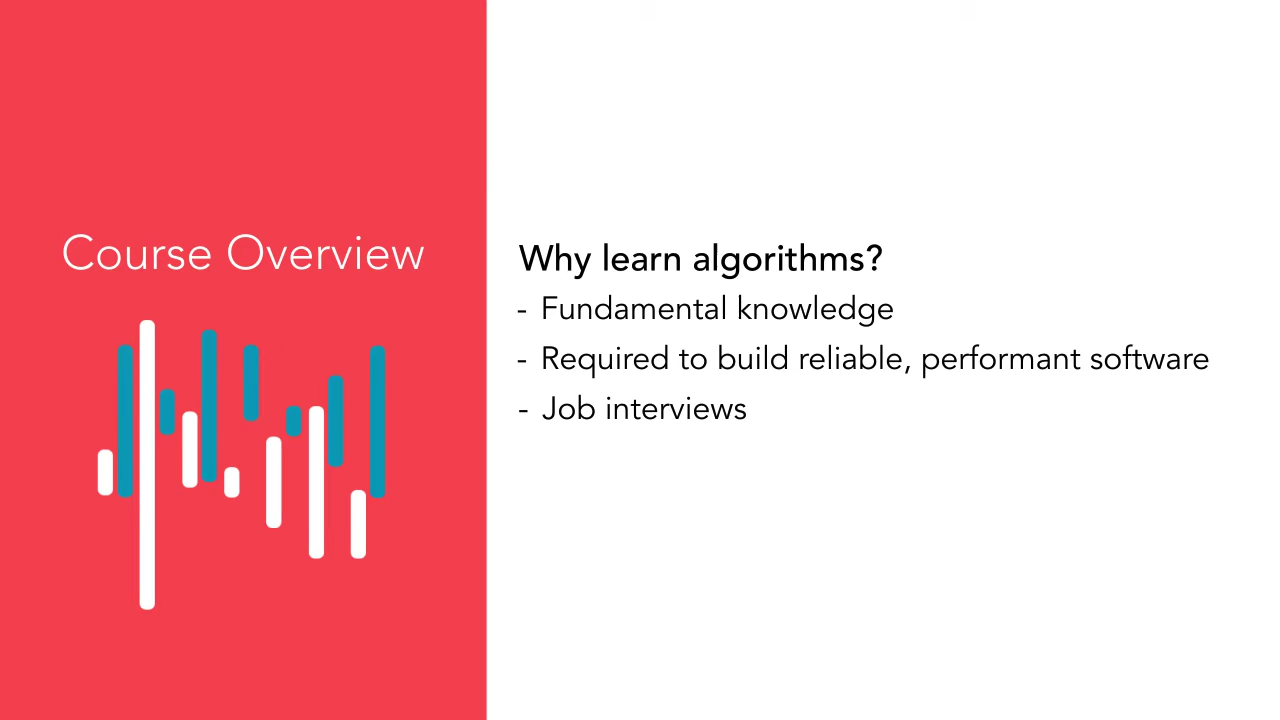 Course Overview
Why learn algorithms?
- Fundamental knowledge
- Required to build reliable, performant software
- Job interviews